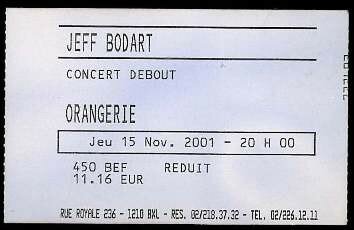 JEFF BODART
CONCERT DEBOUT
ORANGERIE
Jeu 15 Nov. 2001 - 20 H 00
450 BEF REDUIT
11.16 EUR
RUE ROYALE 236 - 1210 BXL - RES. 02/218.37.32 - TEL. 02/226.12.11